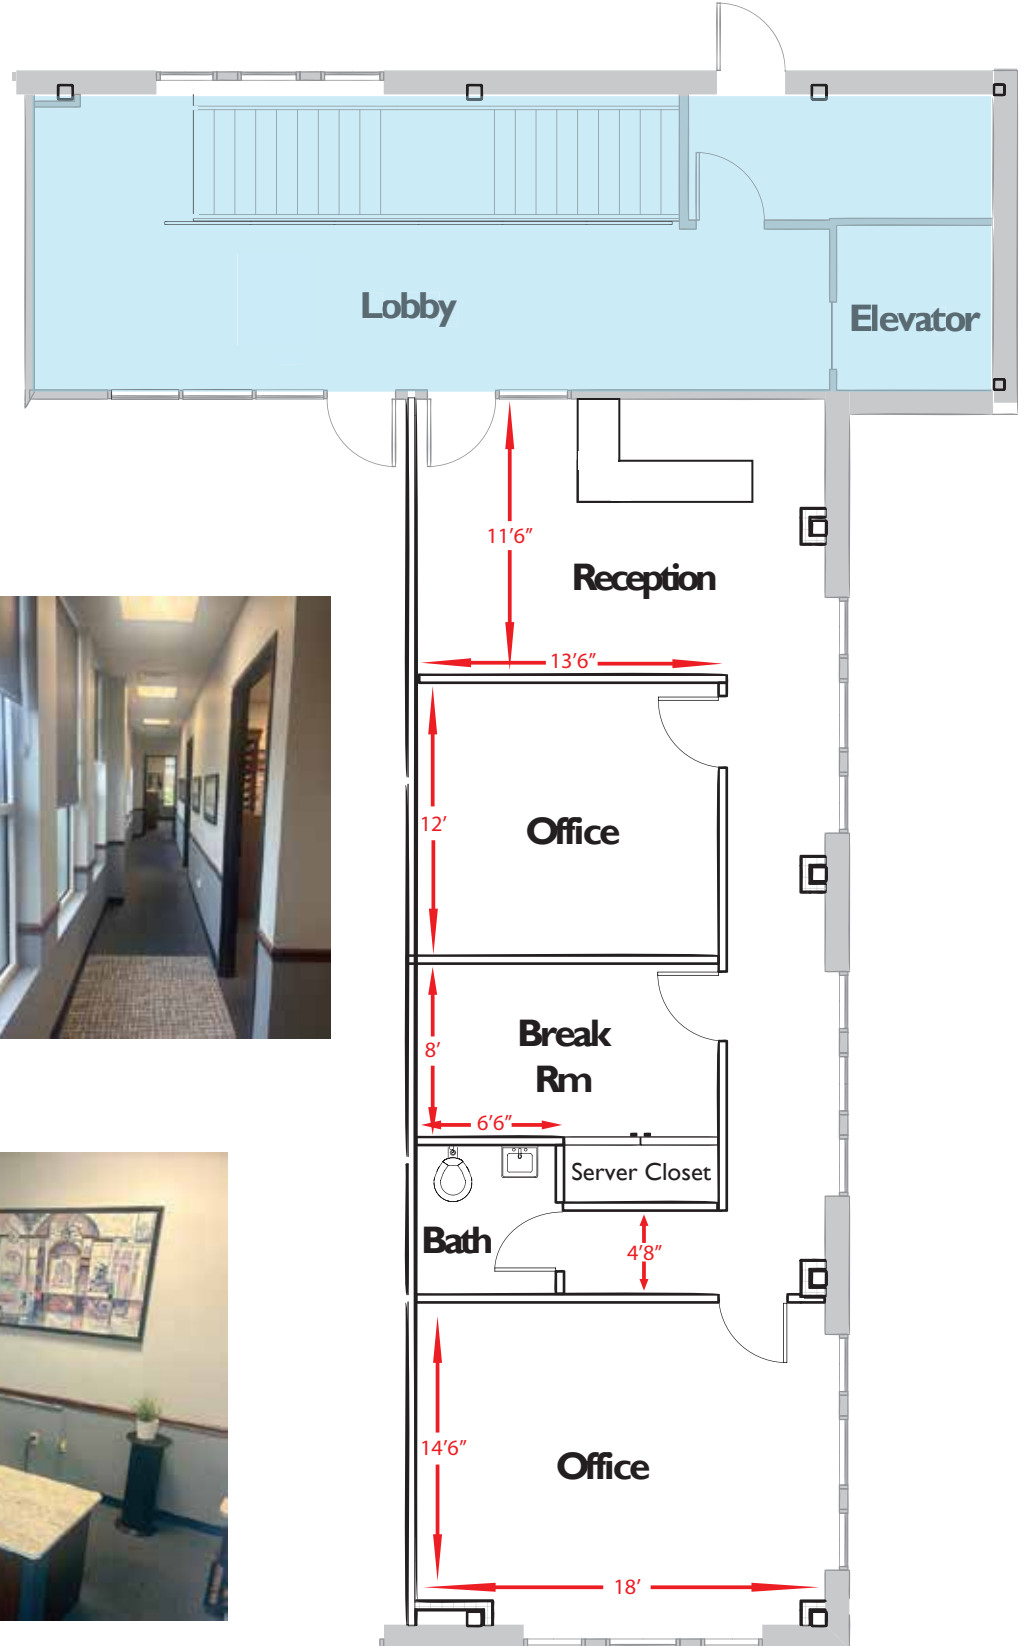 Lobby
Elevator
11’6”
Reception
13’6”
12’
Office
Break
Rm
8’
6’6”
Server Closet
Bath
4’8”
14’6”
Office
18’